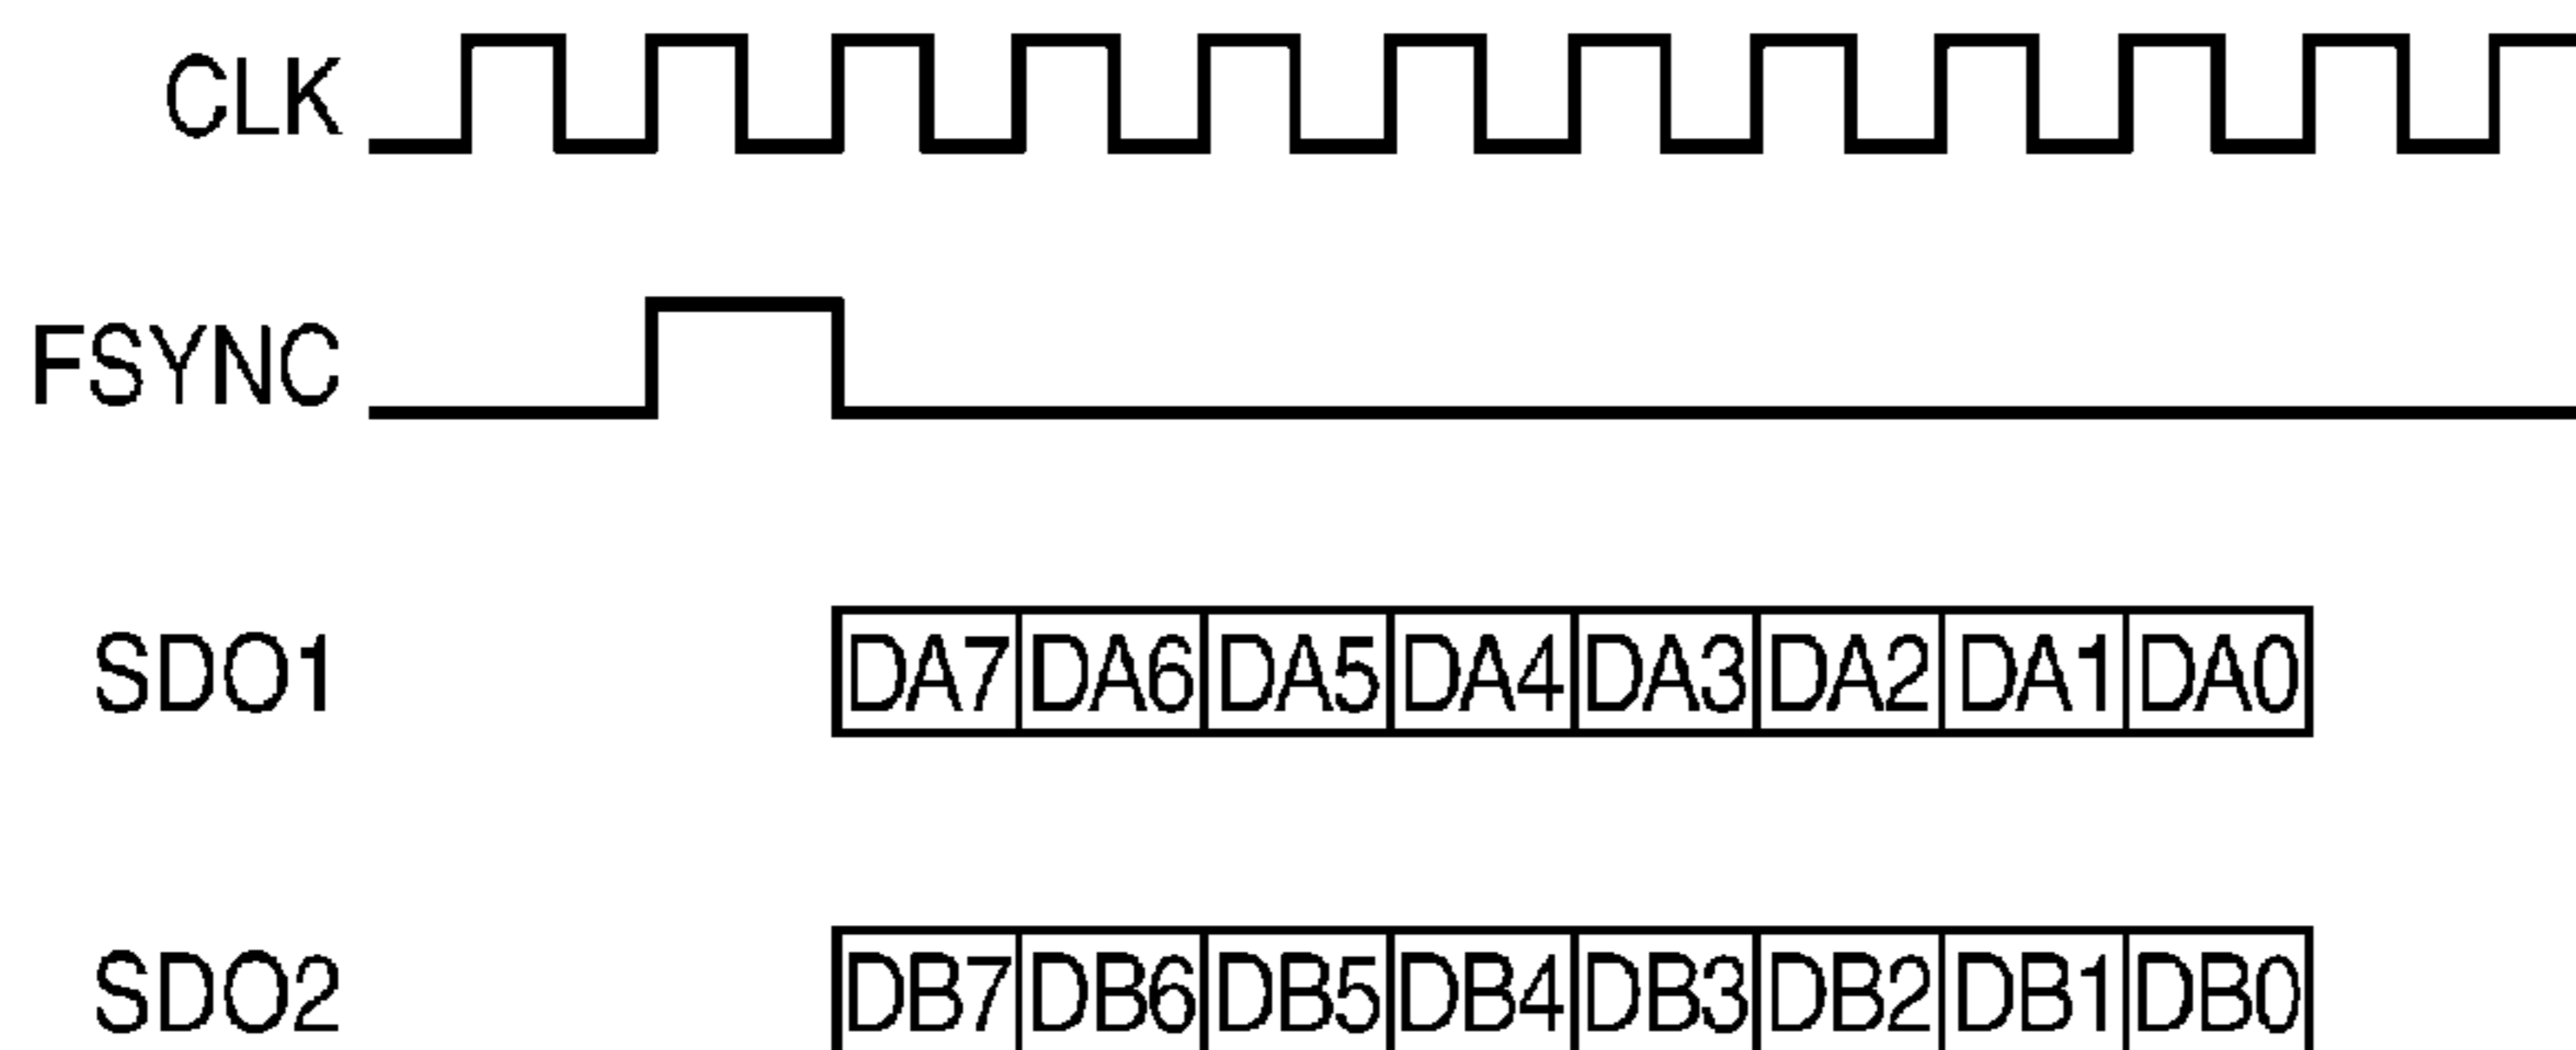 CLK
FSYNC
SDO1 DA7 DA6 DA5 DA4 DA3 DA2 DA1 DA0
SDO2 DB7 DB6 DB5 DB4 DB3 DB2 DB1 DB0